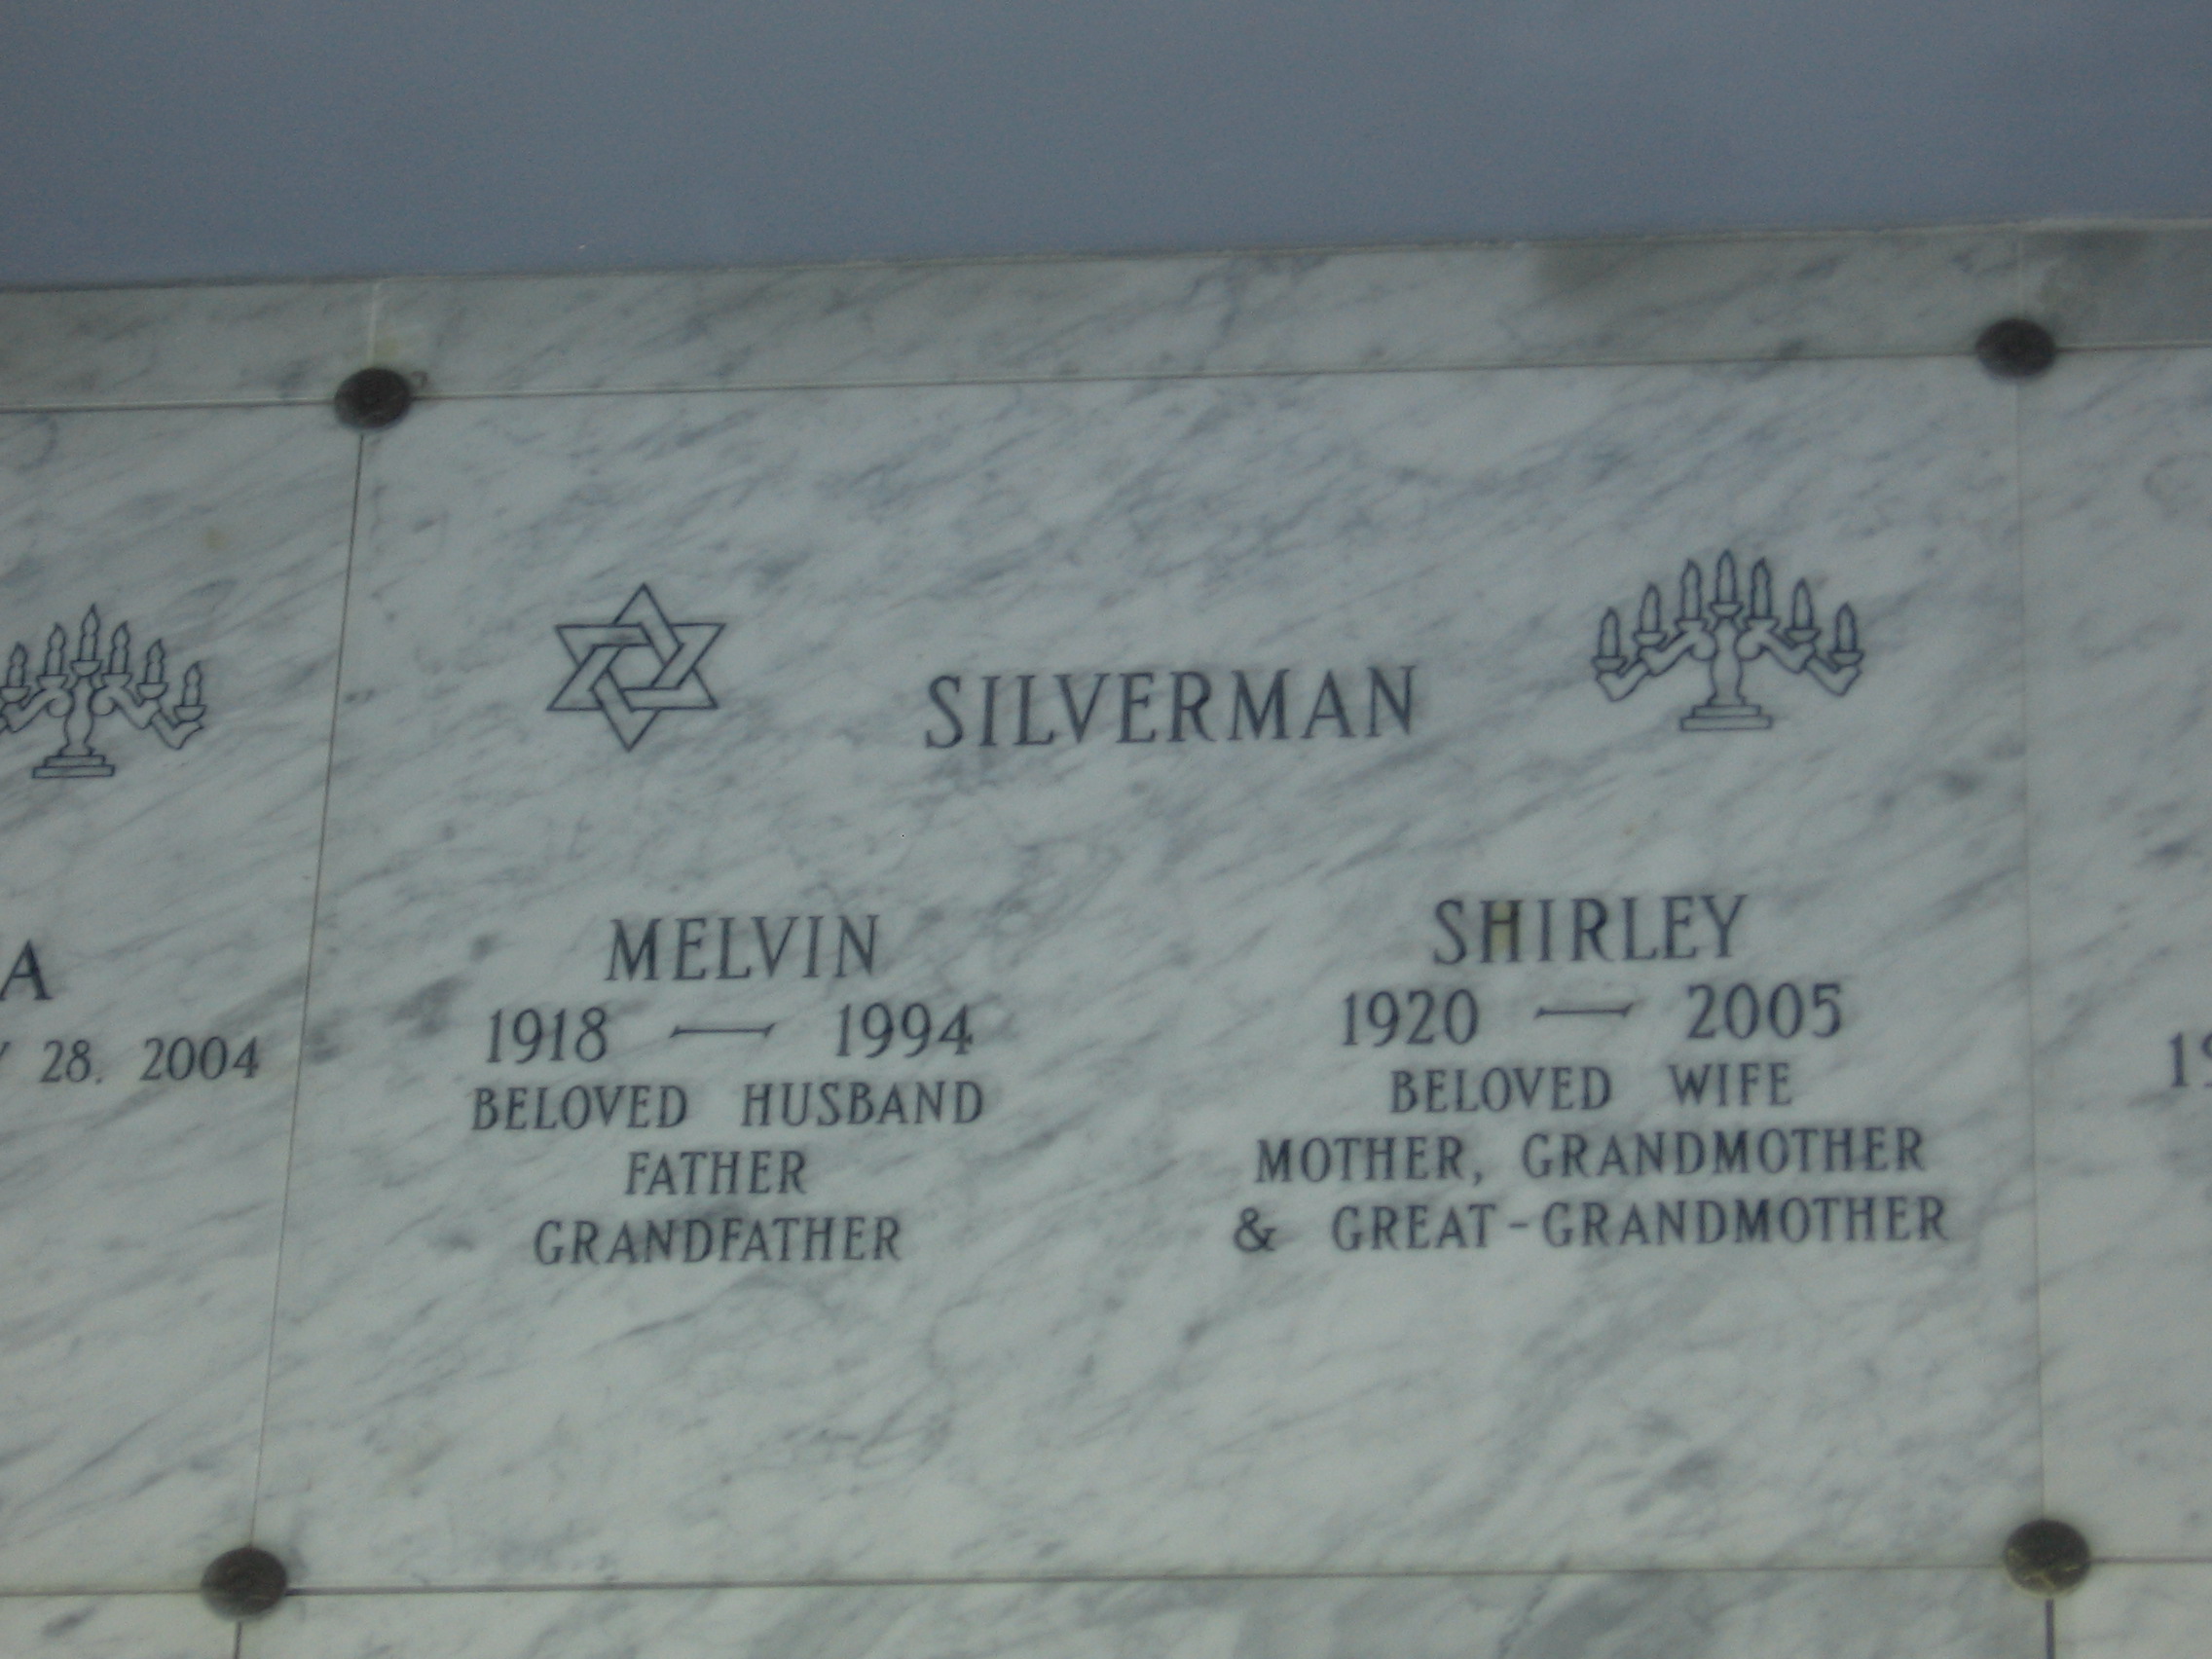 SILVERMAN
MELVIN
1918 — 1994
BELOVED HUSBAND
FATHER
GRANDFATHER
SHIRLEY
1920 — 2005
BELOVED WIFE
MOTHER, GRANDMOTHER
& GREAT-GRANDMOTHER
28, 2004